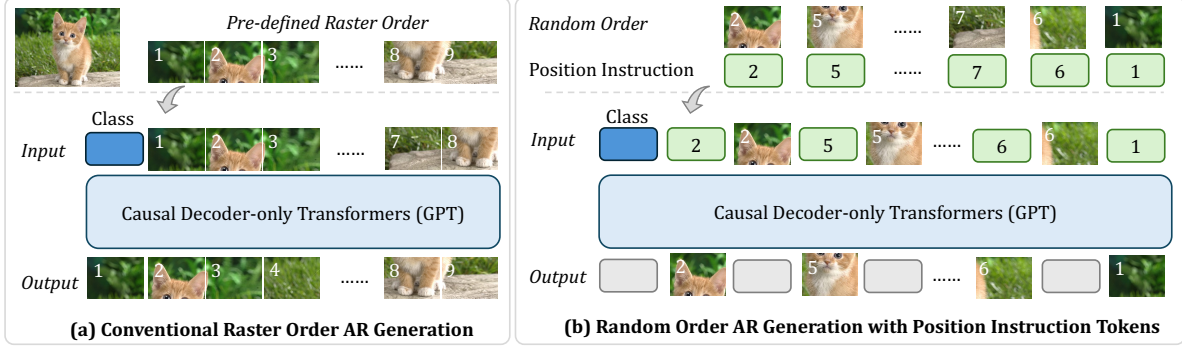 Pre-defined Raster Order
1 2 3 ...... 8 9
Class
Input 1 2 3 ...... 7 8
Causal Decoder-only Transformers (GPT)
Output 1 2 3 4 ...... 8 9
(a) Conventional Raster Order AR Generation
Random Order 2 5 ...... 7 6 1
Position Instruction 2 5 ...... 7 6 1
Class
Input 2 2 5 5 ...... 6 6 1
Causal Decoder-only Transformers (GPT)
Output 2 5 ...... 6 1
(b) Random Order AR Generation with Position Instruction Tokens